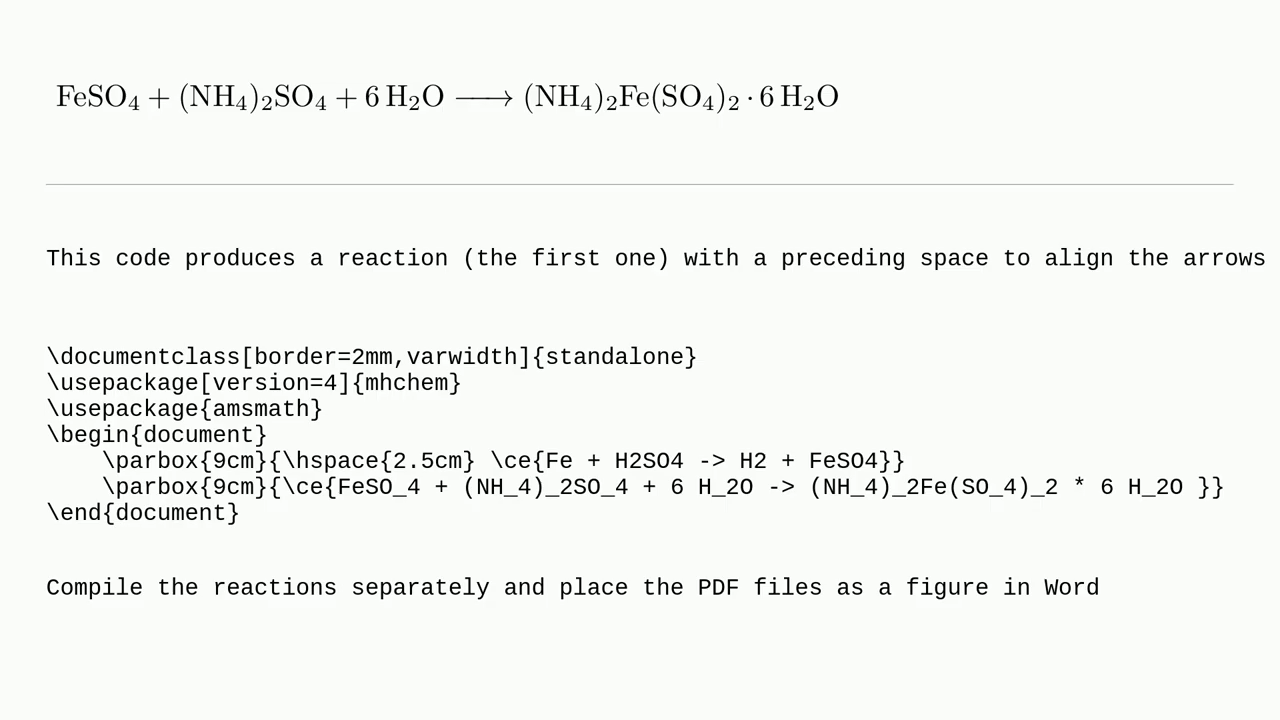 FeSO₄ + (NH₄)₂SO₄ + 6 H₂O ⟶ (NH₄)₂Fe(SO₄)₂ · 6 H₂O
This code produces a reaction (the first one) with a preceding space to align the arrows
\documentclass[border=2mm,varwidth]{standalone}
\usepackage[version=4]{mhchem}
\usepackage{amsmath}
\begin{document}
    \parbox{9cm}{\hspace{2.5cm} \ce{Fe + H2SO4 -> H2 + FeSO4}}
    \parbox{9cm}{\ce{FeSO_4 + (NH_4)_2SO_4 + 6 H_2O -> (NH_4)_2Fe(SO_4)_2 * 6 H_2O }}
\end{document}
Compile the reactions separately and place the PDF files as a figure in Word